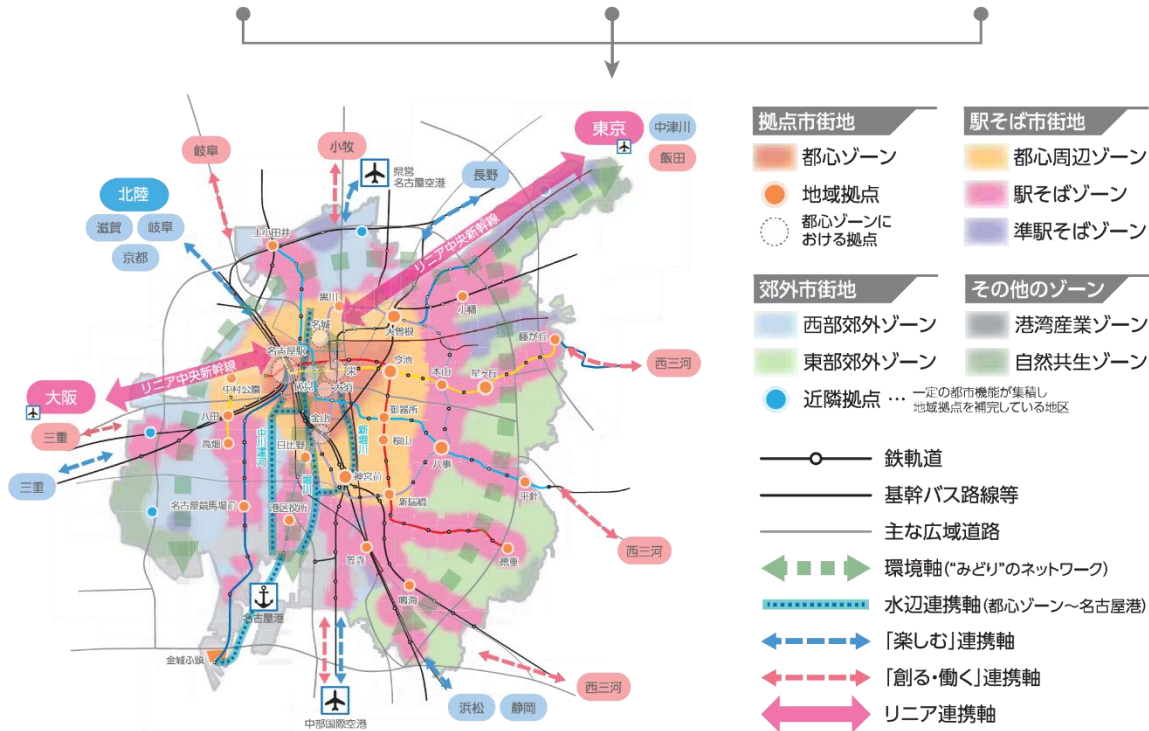 東京
中津川
飯田
小牧
岐阜
県営
名古屋空港
長野
北陸
滋賀
岐阜
京都
上小田井
リニア中央新幹線
黒川
名城
大曽根
小幡
藤が丘
名古屋駅
栄
今池
本山
星ヶ丘
西三河
リニア中央新幹線
中村公園
伏見
大須
大阪
八田
金山
御器所
三重
高畑
中川運河
日比野
新堀川
桜山
八事
三重
堀川
神宮前
平針
名古屋競馬場前
港区役所
新瑞橋
西三河
笠寺
徳重
鳴海
名古屋港
金城ふ頭
西三河
中部国際空港
浜松
静岡
拠点市街地
都心ゾーン
地域拠点
都心ゾーンに
おける拠点
駅そば市街地
都心周辺ゾーン
駅そばゾーン
準駅そばゾーン
郊外市街地
西部郊外ゾーン
東部郊外ゾーン
その他のゾーン
港湾産業ゾーン
自然共生ゾーン
近隣拠点 … 一定の都市機能が集積し
地域拠点を補完している地区
鉄軌道
基幹バス路線等
主な広域道路
環境軸("みどり"のネットワーク)
水辺連携軸(都心ゾーン～名古屋港)
「楽しむ」連携軸
「創る・働く」連携軸
リニア連携軸